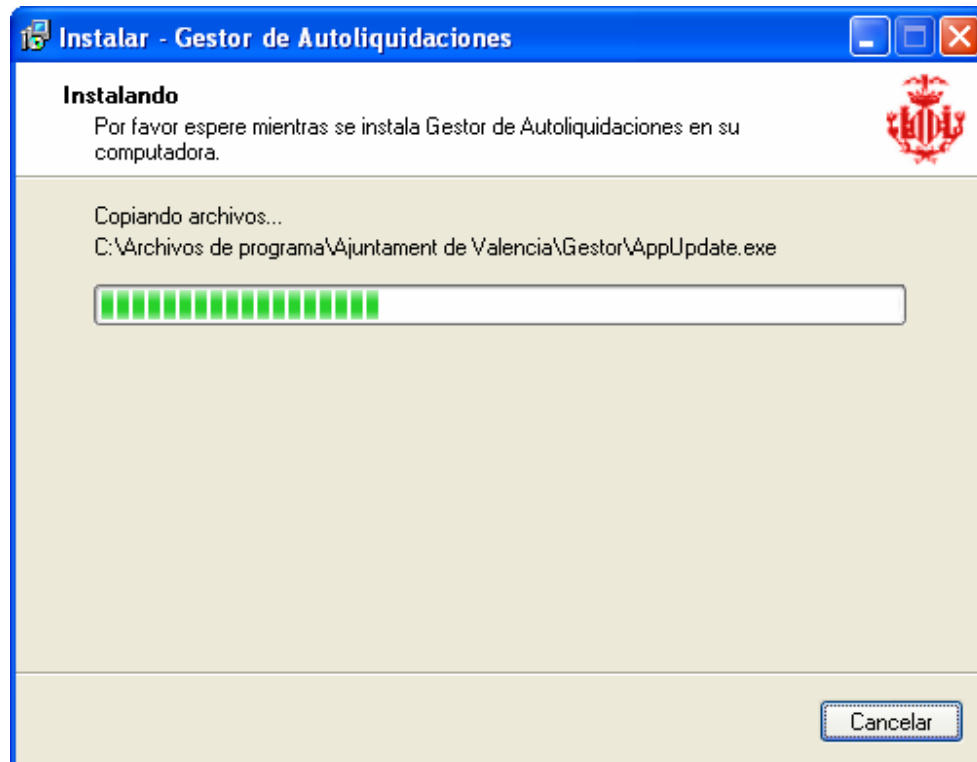 Instalar - Gestor de Autoliquidaciones
Instalando
Por favor espere mientras se instala Gestor de Autoliquidaciones en su
computadora.
Copiando archivos...
C:\Archivos de programa\Ajuntament de Valencia\Gestor\AppUpdate.exe
Cancelar